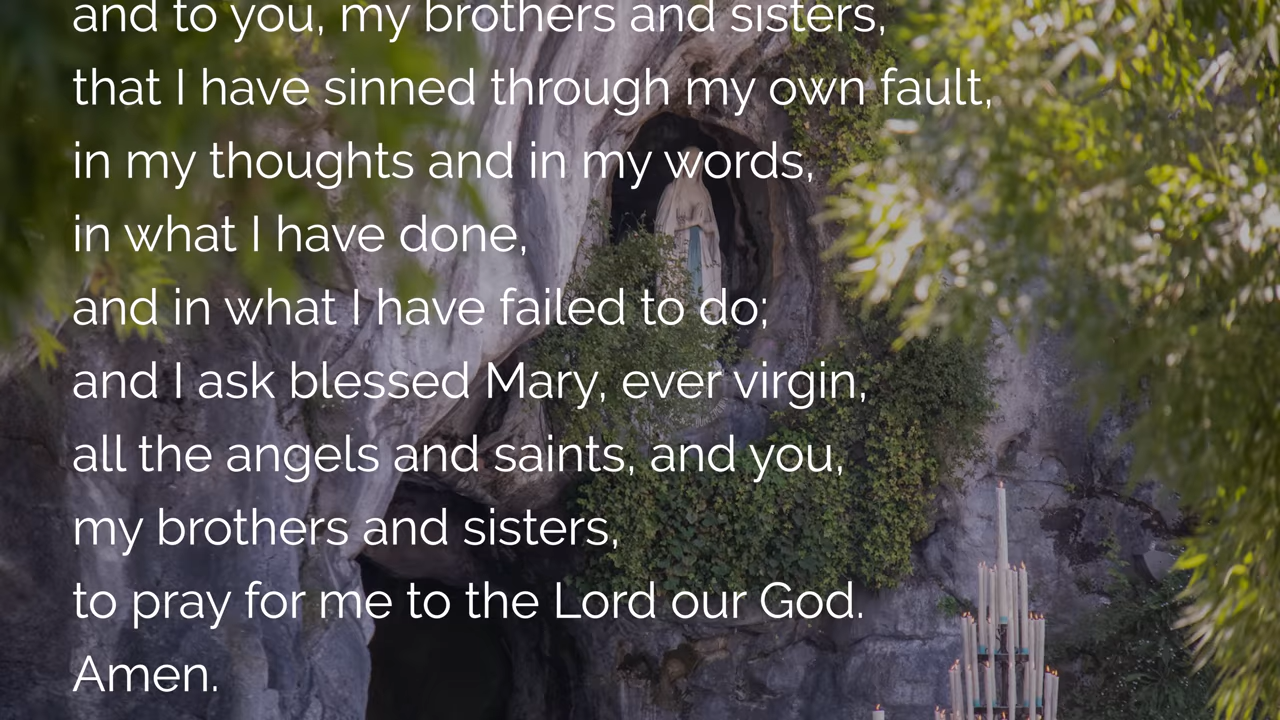 and to you, my brothers and sisters,
that I have sinned through my own fault,
in my thoughts and in my words,
in what I have done,
and in what I have failed to do;
and I ask blessed Mary, ever virgin,
all the angels and saints, and you,
my brothers and sisters,
to pray for me to the Lord our God.
Amen.